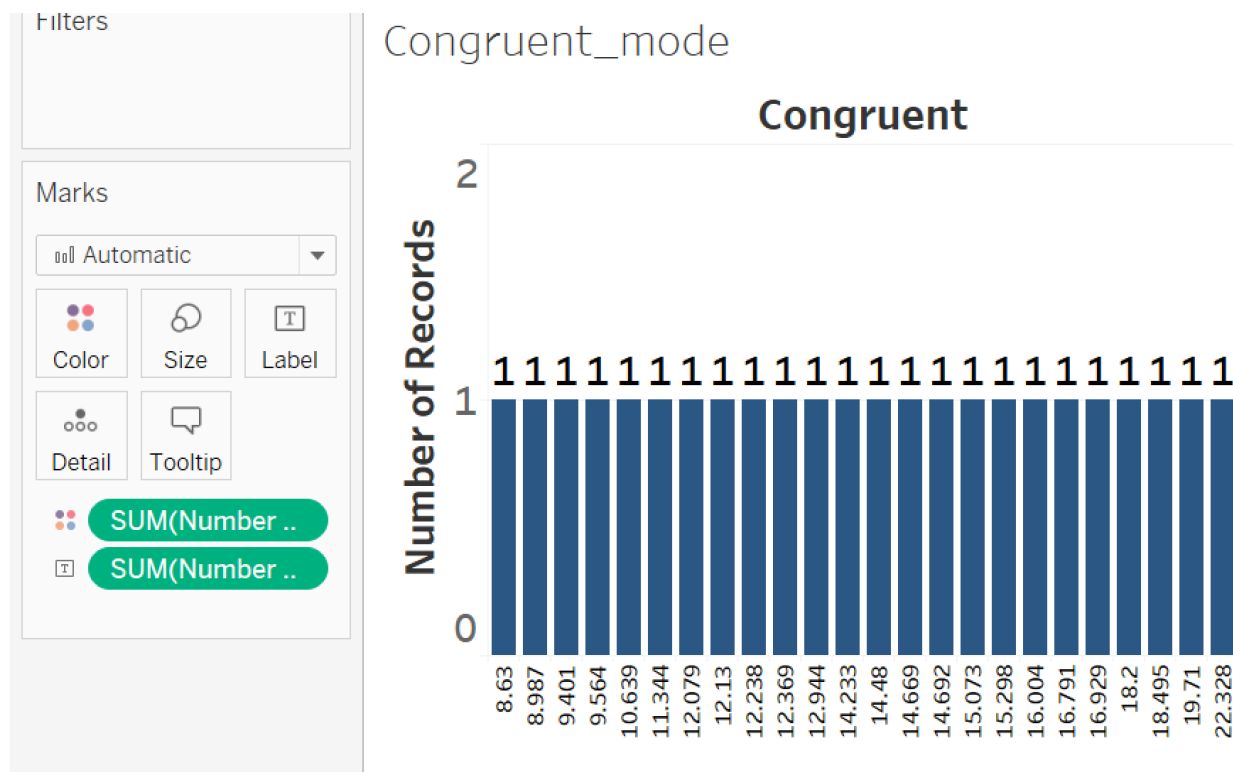 Filters
Marks
Automatic
Color
Size
Label
Detail
Tooltip
SUM(Number ..
SUM(Number ..
Congruent_mode
Congruent
Number of Records
2
1
0
1 1 1 1 1 1 1 1 1 1 1 1 1 1 1 1 1 1 1 1 1 1 1 1
8.63
8.987
9.401
9.564
10.639
11.344
12.079
12.13
12.238
12.369
12.944
14.233
14.48
14.669
14.692
15.073
15.298
16.004
16.791
16.929
18.2
18.495
19.71
22.328